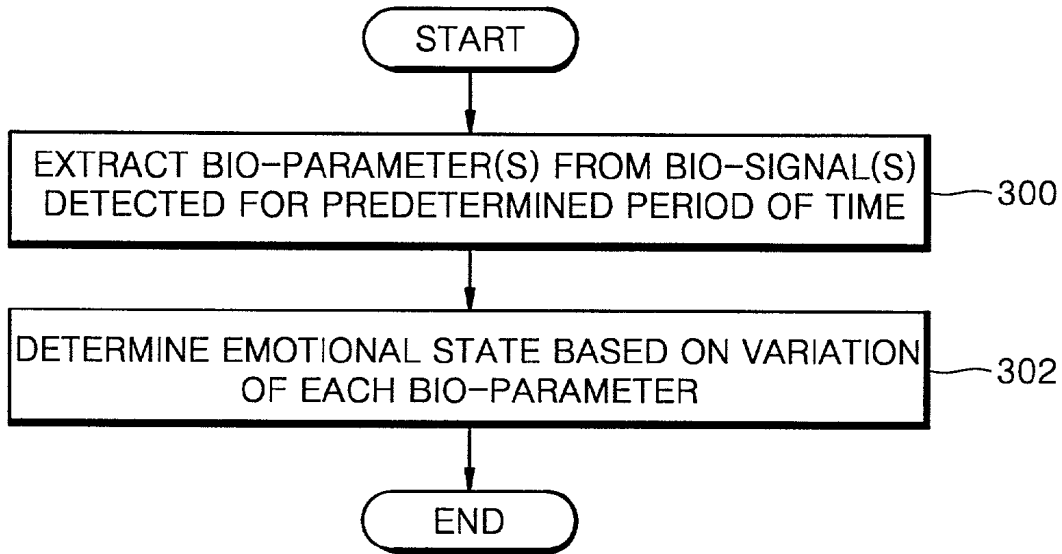 START
EXTRACT BIO-PARAMETER(S) FROM BIO-SIGNAL(S)
DETECTED FOR PREDETERMINED PERIOD OF TIME
300
DETERMINE EMOTIONAL STATE BASED ON VARIATION
OF EACH BIO-PARAMETER
302
END